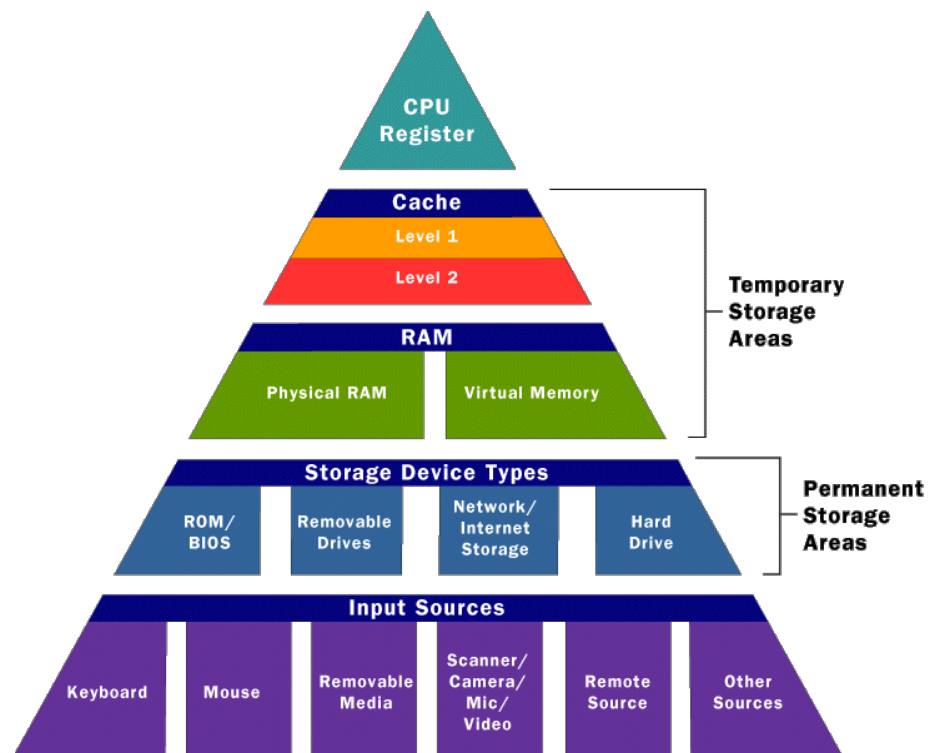 CPU
Register
Cache
Level 1
Level 2
Temporary
Storage
Areas
RAM
Physical RAM
Virtual Memory
Storage Device Types
ROM/
BIOS
Removable
Drives
Network/
Internet
Storage
Hard
Drive
Permanent
Storage
Areas
Input Sources
Keyboard
Mouse
Removable
Media
Scanner/
Camera/
Mic/
Video
Remote
Source
Other
Sources